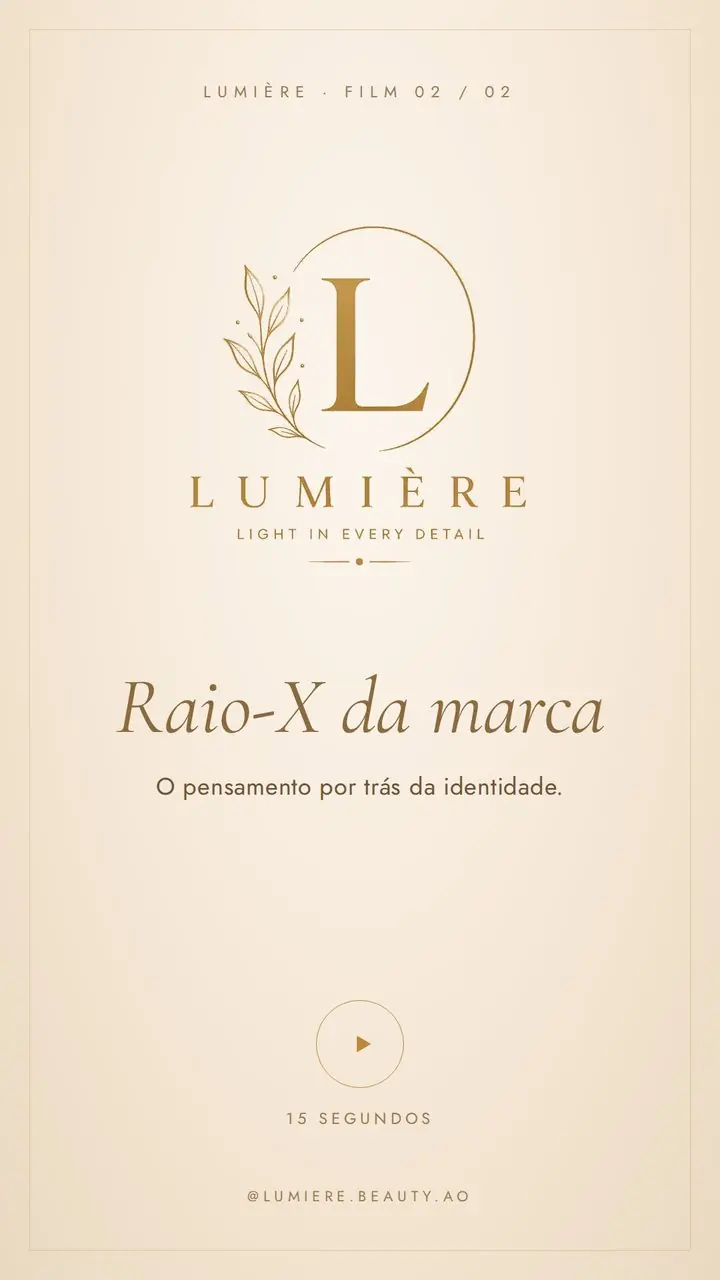 LUMIÈRE · FILM 02 / 02
L
LUMIÈRE
LIGHT IN EVERY DETAIL
Raio-X da marca
O pensamento por trás da identidade.
15 SEGUNDOS
@LUMIERE.BEAUTY.AO